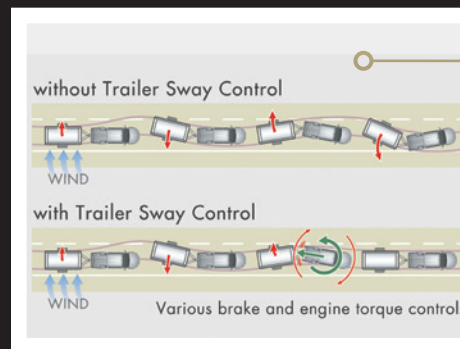 without Trailer Sway Control
WIND
with Trailer Sway Control
WIND
Various brake and engine torque control